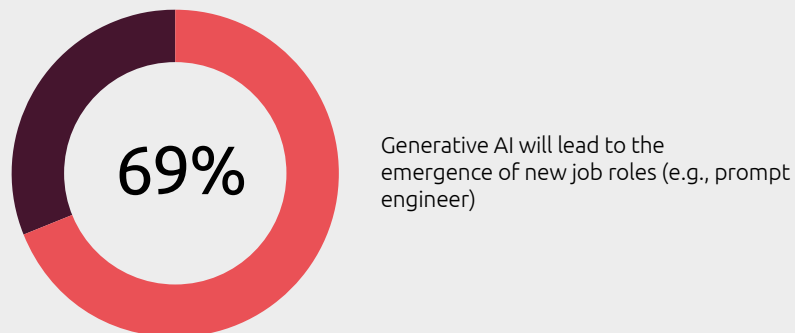 69%
Generative AI will lead to the
emergence of new job roles (e.g., prompt
engineer)